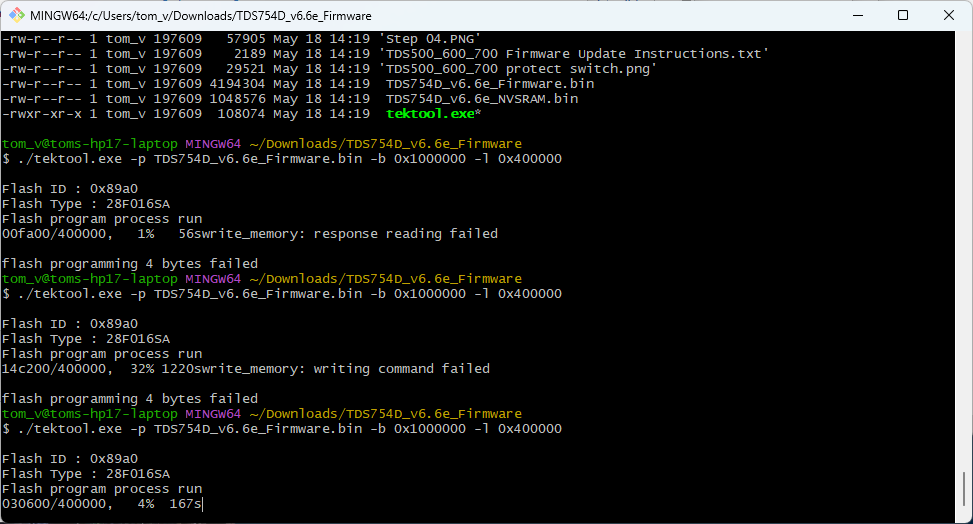 MINGW64:/c/Users/tom_v/Downloads/TDS754D_v6.6e_Firmware
-rw-r--r-- 1 tom_v 197609   57905 May 18 14:19 'Step 04.PNG'
-rw-r--r-- 1 tom_v 197609    2189 May 18 14:19 'TDS500_600_700 Firmware Update Instructions.txt'
-rw-r--r-- 1 tom_v 197609   29521 May 18 14:19 'TDS500_600_700 protect switch.png'
-rw-r--r-- 1 tom_v 197609 4194304 May 18 14:19  TDS754D_v6.6e_Firmware.bin
-rw-r--r-- 1 tom_v 197609 1048576 May 18 14:19  TDS754D_v6.6e_NVSRAM.bin
-rwxr-xr-x 1 tom_v 197609  108074 May 18 14:19  tektool.exe*
tom_v@toms-hp17-laptop MINGW64 ~/Downloads/TDS754D_v6.6e_Firmware
$ ./tektool.exe -p TDS754D_v6.6e_Firmware.bin -b 0x1000000 -l 0x400000
Flash ID : 0x89a0
Flash Type : 28F016SA
Flash program process run
00fa00/400000,   1%   56swrite_memory: response reading failed
flash programming 4 bytes failed
tom_v@toms-hp17-laptop MINGW64 ~/Downloads/TDS754D_v6.6e_Firmware
$ ./tektool.exe -p TDS754D_v6.6e_Firmware.bin -b 0x1000000 -l 0x400000
Flash ID : 0x89a0
Flash Type : 28F016SA
Flash program process run
14c200/400000,  32% 1220swrite_memory: writing command failed
flash programming 4 bytes failed
tom_v@toms-hp17-laptop MINGW64 ~/Downloads/TDS754D_v6.6e_Firmware
$ ./tektool.exe -p TDS754D_v6.6e_Firmware.bin -b 0x1000000 -l 0x400000
Flash ID : 0x89a0
Flash Type : 28F016SA
Flash program process run
030600/400000,   4%  167s